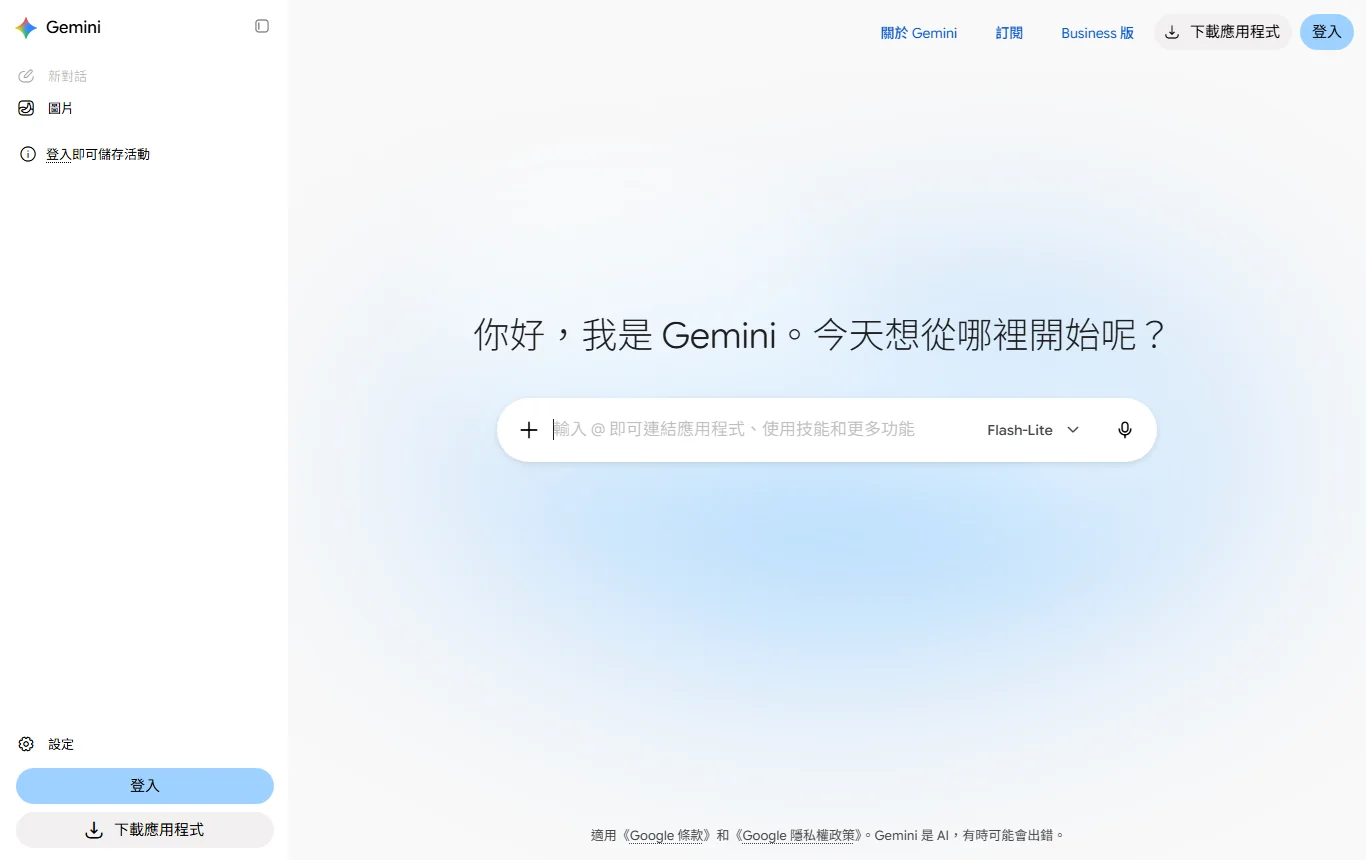 Gemini
新對話
圖片
登入即可儲存活動
設定
登入
下載應用程式
關於 Gemini
訂閱
Business 版
下載應用程式
登入
你好，我是 Gemini。今天想從哪裡開始呢？
輸入 @ 即可連結應用程式、使用技能和更多功能
Flash-Lite
適用《Google 條款》和《Google 隱私權政策》。Gemini 是 AI，有時可能會出錯。